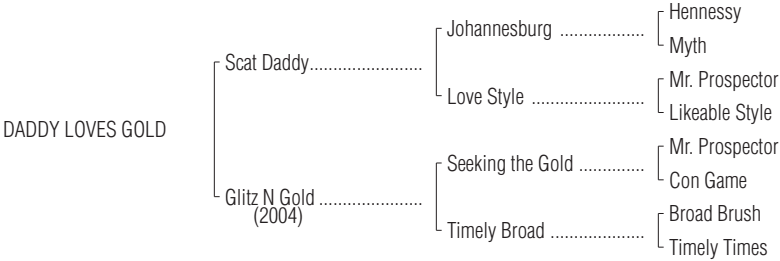 Hennessy
Johannesburg ..................
Myth
Scat Daddy........................
Mr. Prospector
Love Style ........................
Likeable Style
DADDY LOVES GOLD
Mr. Prospector
Seeking the Gold ..............
Con Game
Glitz N Gold ......................
(2004)
Broad Brush
Timely Broad ....................
Timely Times